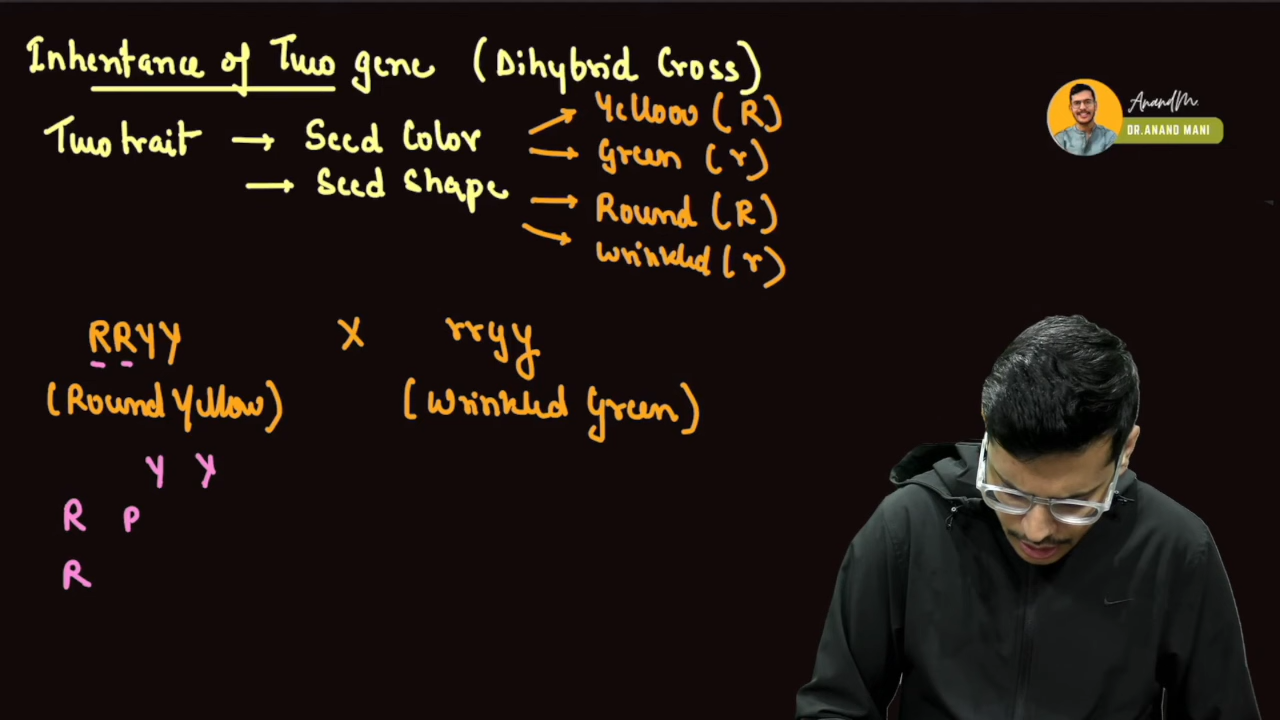 Inheritance of Two gene (Dihybrid Cross)
Two trait → Seed Color → Yellow (R)
→ Green (r)
→ Seed Shape → Round (R)
→ Wrinkled (r)
RRYY X rryy
(Round Yellow) (Wrinkled Green)
Y Y
R P
R
AnandM.
DR.ANAND MANI